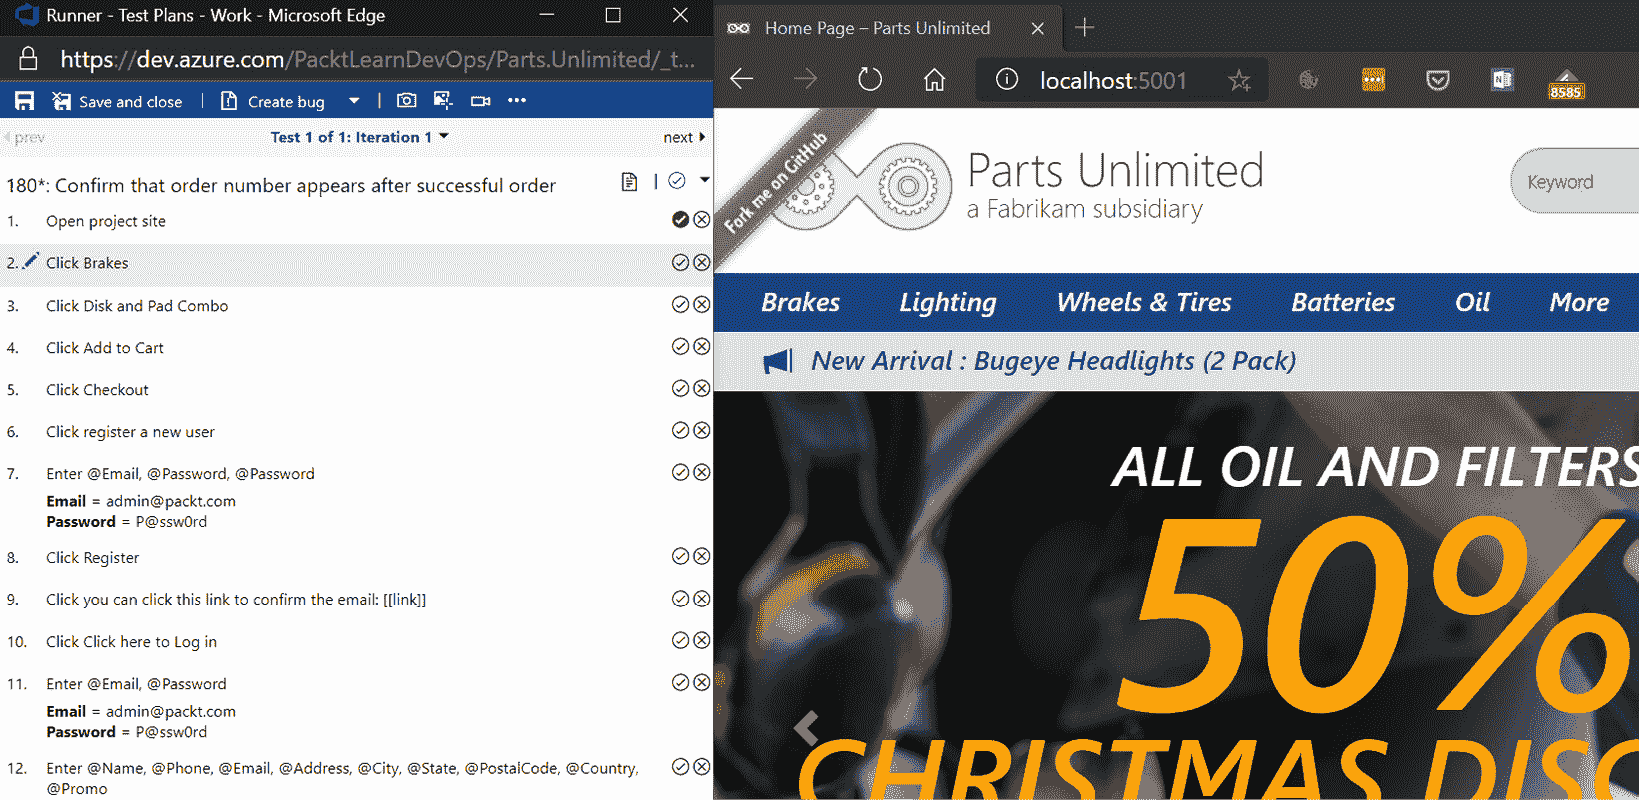 Runner - Test Plans - Work - Microsoft Edge
https://dev.azure.com/PacktLearnDevOps/Parts.Unlimited/_t...
Save and close | Create bug
prev Test 1 of 1: Iteration 1 next
180*: Confirm that order number appears after successful order
1. Open project site
2. Click Brakes
3. Click Disk and Pad Combo
4. Click Add to Cart
5. Click Checkout
6. Click register a new user
7. Enter @Email, @Password, @Password
Email = admin@packt.com
Password = P@ssw0rd
8. Click Register
9. Click you can click this link to confirm the email: [[link]]
10. Click Click here to Log in
11. Enter @Email, @Password
Email = admin@packt.com
Password = P@ssw0rd
12. Enter @Name, @Phone, @Email, @Address, @City, @State, @PostalCode, @Country,
@Promo
Home Page – Parts Unlimited
localhost:5001
8585
Fork me on GitHub
Parts Unlimited
a Fabrikam subsidiary
Keyword
Brakes Lighting Wheels & Tires Batteries Oil More
New Arrival : Bugeye Headlights (2 Pack)
ALL OIL AND FILTERS
50%
CHRISTMAS DISC